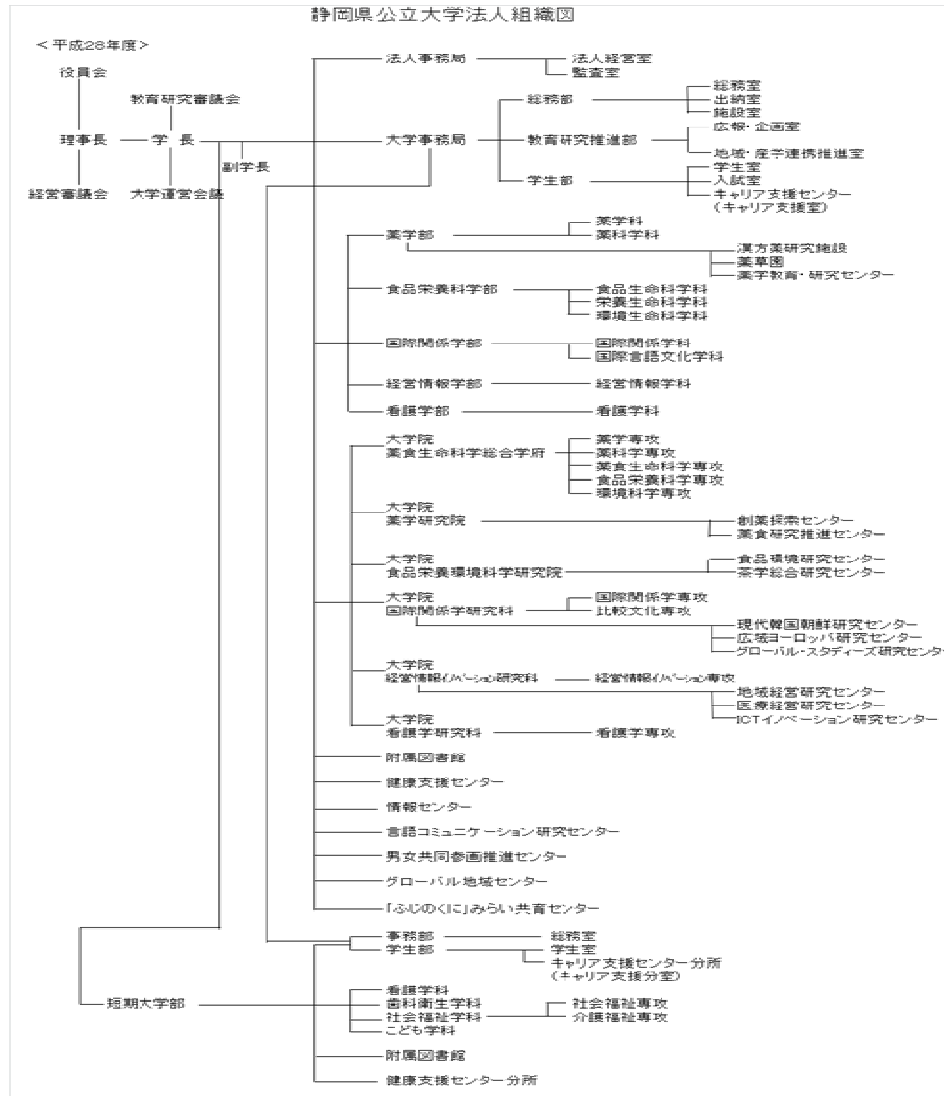 静岡県公立大学法人組織図
<平成28年度>
役員会
教育研究審議会
理事長
学 長
副学長
経営審議会
大学運営会議
法人事務局
法人経営室
監査室
大学事務局
総務部
総務室
出納室
施設室
教育研究推進部
広報・企画室
地域・産学連携推進室
学生部
学生室
入試室
キャリア支援センター
(キャリア支援室)
薬学部
薬学科
薬科学科
漢方薬研究施設
薬草園
薬学教育・研究センター
食品栄養科学部
食品生命科学科
栄養生命科学科
環境生命科学科
国際関係学部
国際関係学科
国際言語文化学科
経営情報学部
経営情報学科
看護学部
看護学科
大学院
薬食生命科学総合学府
薬学専攻
薬科学専攻
薬食生命科学専攻
食品栄養科学専攻
環境科学専攻
大学院
薬学研究院
創薬探索センター
薬食研究推進センター
大学院
食品栄養環境科学研究院
食品環境研究センター
茶学総合研究センター
大学院
国際関係学研究科
国際関係学専攻
比較文化専攻
現代韓国朝鮮研究センター
広域ヨーロッパ研究センター
グローバル・スタディーズ研究センター
大学院
経営情報イノベーション研究科
経営情報イノベーション専攻
地域経営研究センター
医療経営研究センター
ICTイノベーション研究センター
大学院
看護学研究科
看護学専攻
附属図書館
健康支援センター
情報センター
言語コミュニケーション研究センター
男女共同参画推進センター
グローバル地域センター
「ふじのくに」みらい共育センター
事務部
総務室
学生部
学生室
キャリア支援センター分所
(キャリア支援分室)
短期大学部
看護学科
歯科衛生学科
社会福祉学科
社会福祉専攻
介護福祉専攻
こども学科
附属図書館
健康支援センター分所